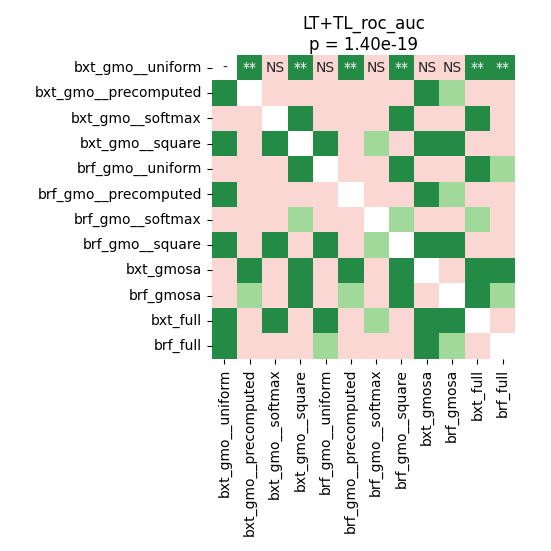 LT+TL_roc_auc
p = 1.40e-19
bxt_gmo__uniform - ** NS ** NS ** NS ** NS NS ** **
bxt_gmo__precomputed
bxt_gmo__softmax
bxt_gmo__square
brf_gmo__uniform
brf_gmo__precomputed
brf_gmo__softmax
brf_gmo__square
bxt_gmosa
brf_gmosa
bxt_full
brf_full
bxt_gmo__uniform
bxt_gmo__precomputed
bxt_gmo__softmax
bxt_gmo__square
brf_gmo__uniform
brf_gmo__precomputed
brf_gmo__softmax
brf_gmo__square
bxt_gmosa
brf_gmosa
bxt_full
brf_full